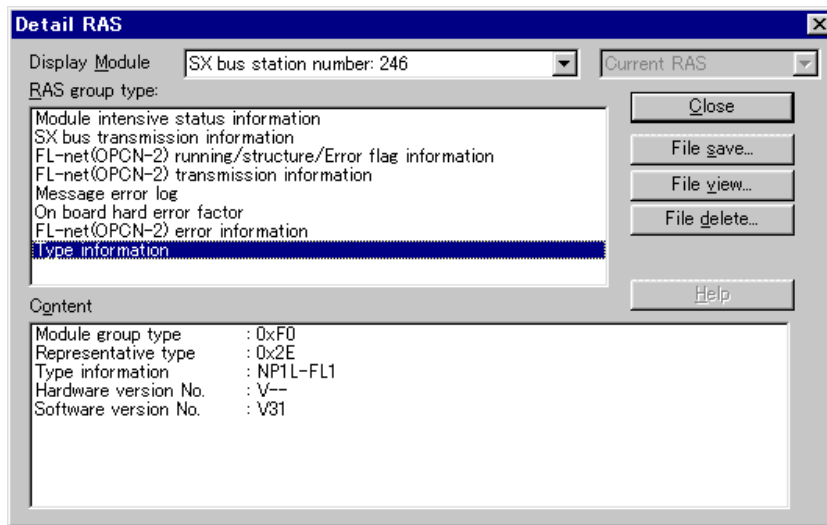 Detail RAS
Display Module SX bus station number: 246 Current RAS
RAS group type:
Module intensive status information
SX bus transmission information
FL-net(OPCN-2) running/structure/Error flag information
FL-net(OPCN-2) transmission information
Message error log
On board hard error factor
FL-net(OPCN-2) error information
Type information
Close
File save...
File view...
File delete...
Help
Content
Module group type : 0xF0
Representative type : 0x2E
Type information : NP1L-FL1
Hardware version No. : V--
Software version No. : V31